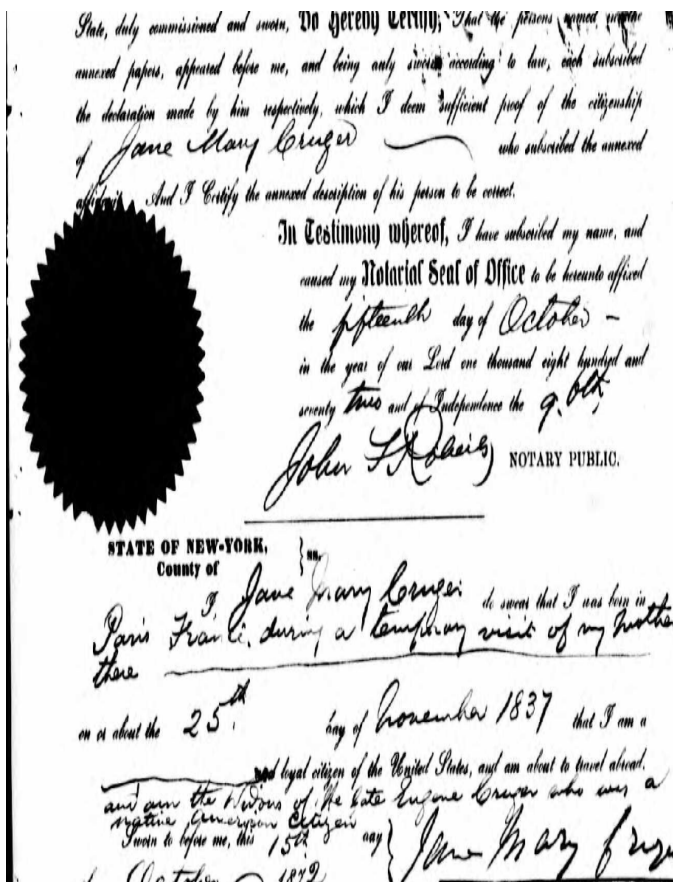 State, duly commissioned and sworn, Do Hereby Certify, That the persons named in the
annexed papers, appeared before me, and being duly sworn according to law, each subscribed
the declaration made by him respectively, which I deem sufficient proof of the citizenship
of Jane Mary Cruger who subscribed the annexed
affidavit. And I Certify the annexed description of his person to be correct.
In Testimony whereof, I have subscribed my name, and
caused my Notarial Seal of Office to be hereunto affixed
the fifteenth day of October
in the year of our Lord one thousand eight hundred and
seventy two and of Independence the
John F Roberts NOTARY PUBLIC.
STATE OF NEW-YORK, } ss.
County of
I Jane Mary Cruger do swear that I was born in
Paris France, during a temporary visit of my Mother
there
on or about the 25th day of November 1837 that I am a
and loyal citizen of the United States, and am about to travel abroad.
and am the Widow of the late Eugene Cruger who was a
native American Citizen
Sworn to before me, this 15th day } Jane Mary Cruger
October 1872